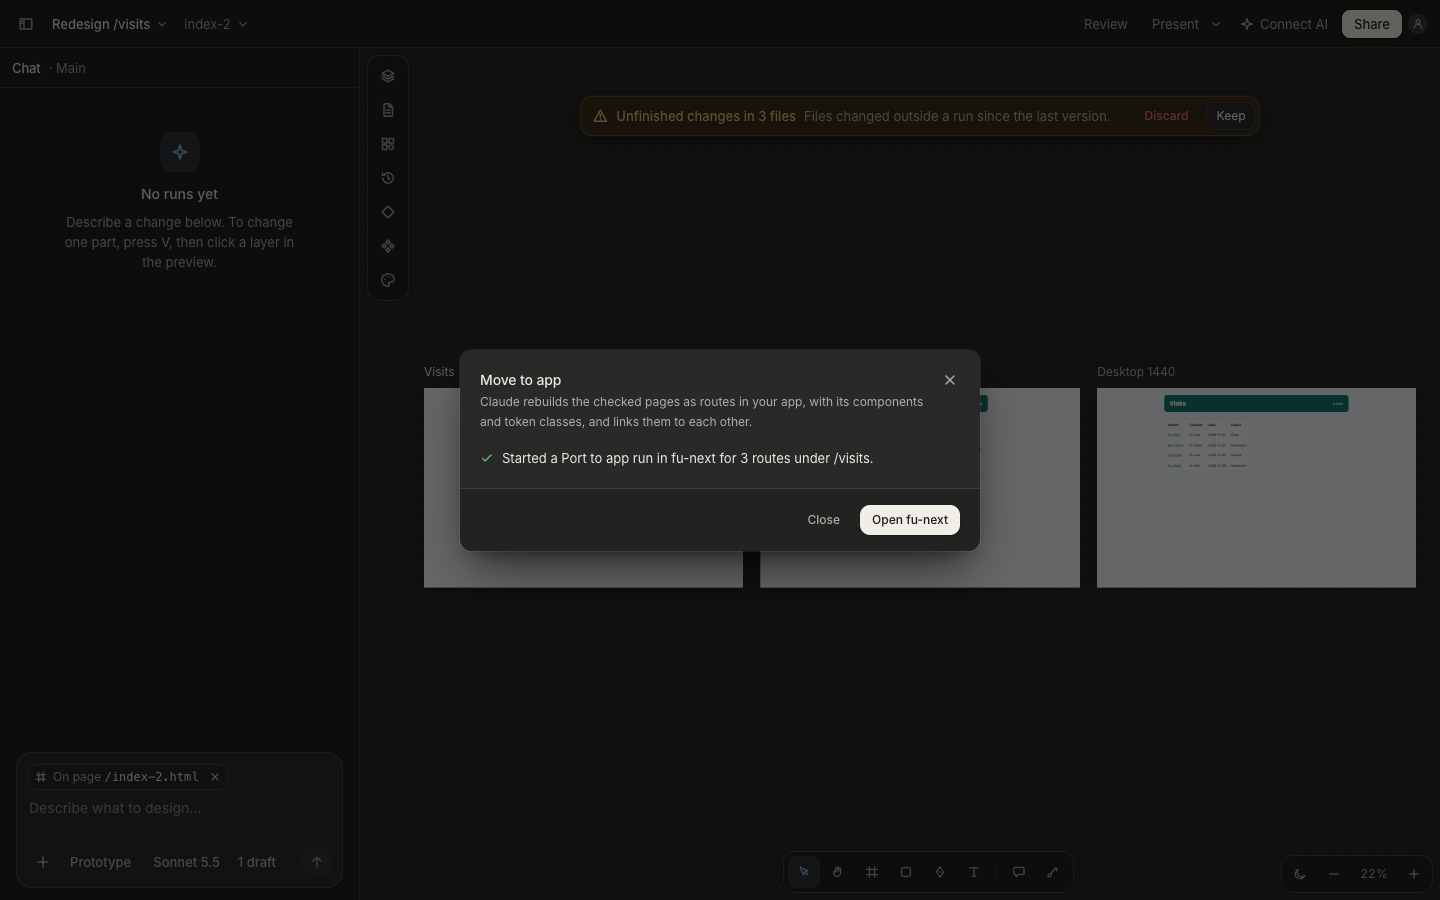 Redesign /visits
index-2
Review
Present
Connect AI
Share
Chat · Main
No runs yet
Describe a change below. To change
one part, press V, then click a layer in
the preview.
Unfinished changes in 3 files Files changed outside a run since the last version.
Discard
Keep
Visits
Desktop 1440
Visits
Move to app
Claude rebuilds the checked pages as routes in your app, with its components
and token classes, and links them to each other.
Started a Port to app run in fu-next for 3 routes under /visits.
Close
Open fu-next
On page /index-2.html
Describe what to design...
Prototype
Sonnet 5.5
1 draft
22%